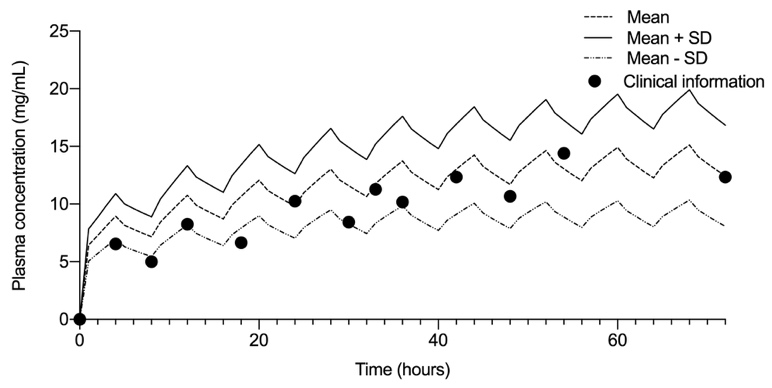 Mean
Mean + SD
Mean - SD
Clinical information
25
20
15
10
5
0
Plasma concentration (mg/mL)
0
20
40
60
Time (hours)